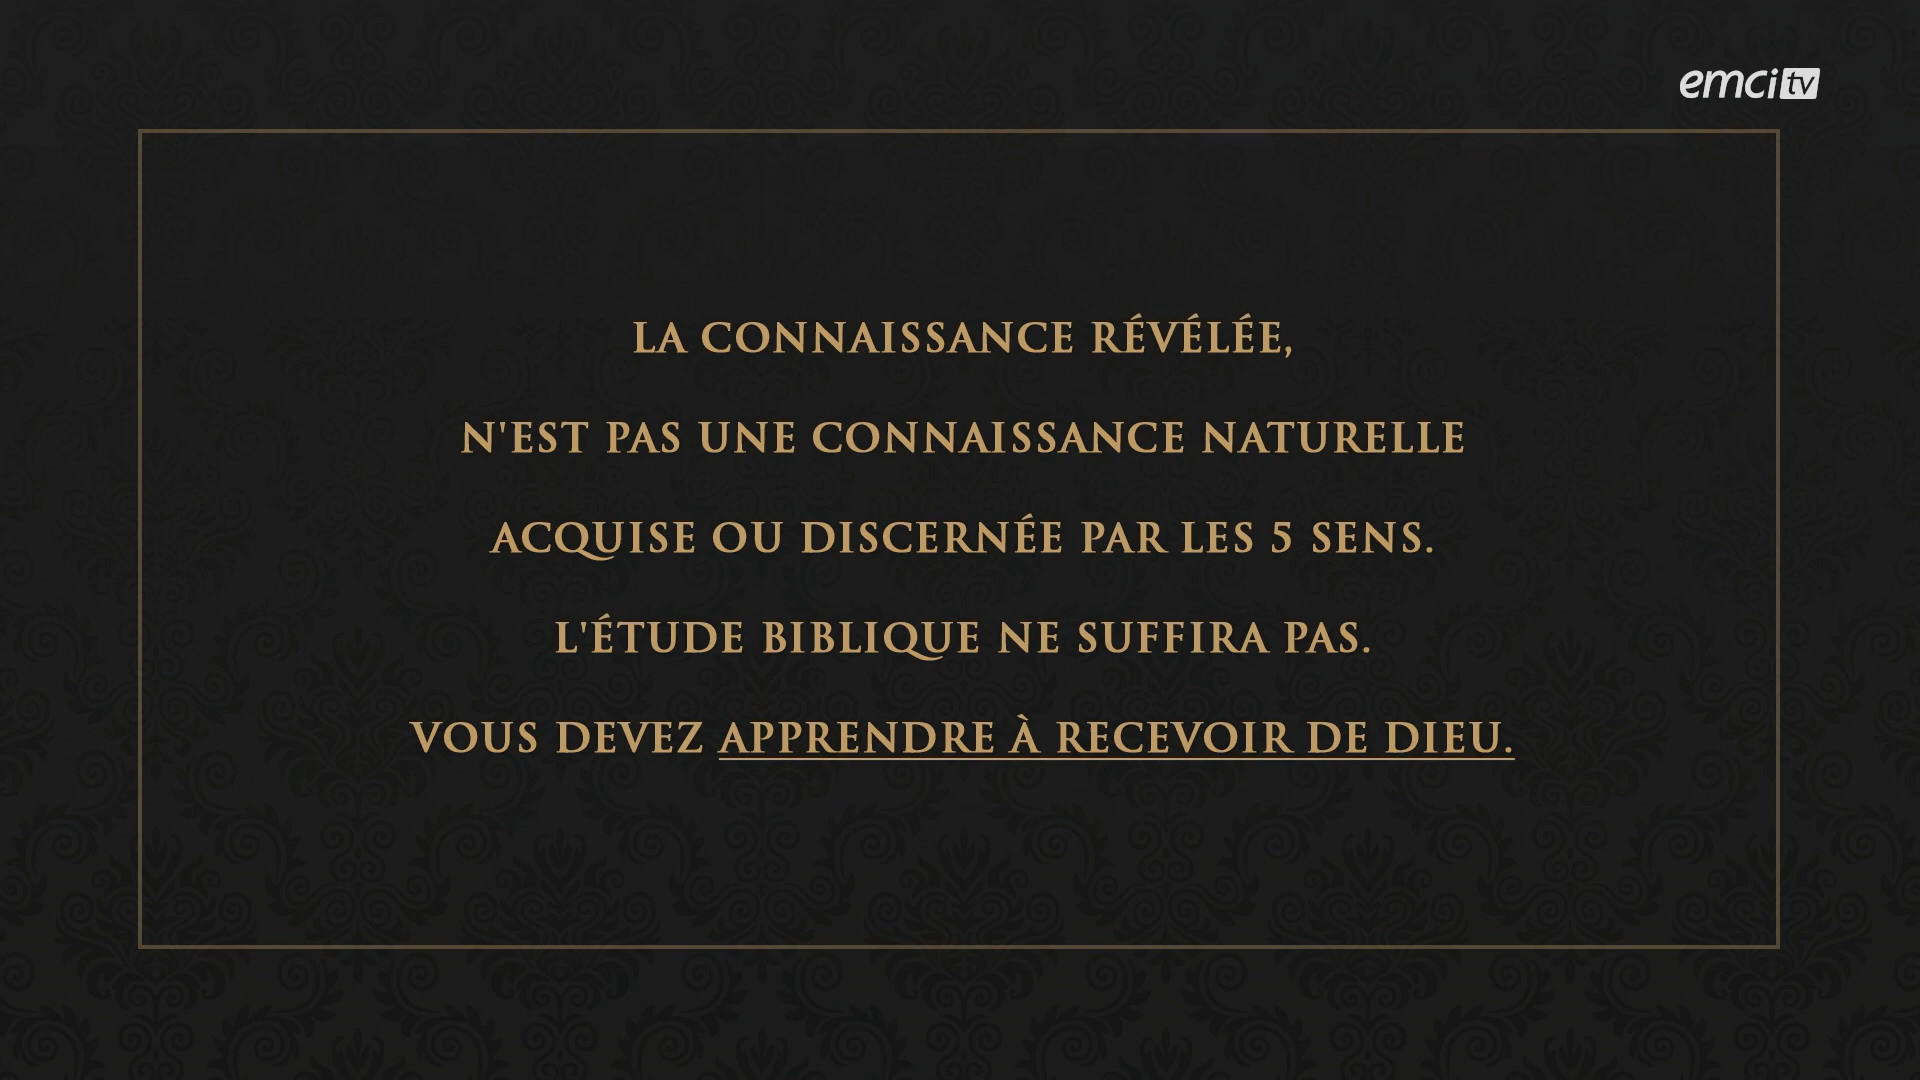 emci tv
LA CONNAISSANCE RÉVÉLÉE,
N'EST PAS UNE CONNAISSANCE NATURELLE
ACQUISE OU DISCERNÉE PAR LES 5 SENS.
L'ÉTUDE BIBLIQUE NE SUFFIRA PAS.
VOUS DEVEZ APPRENDRE À RECEVOIR DE DIEU.